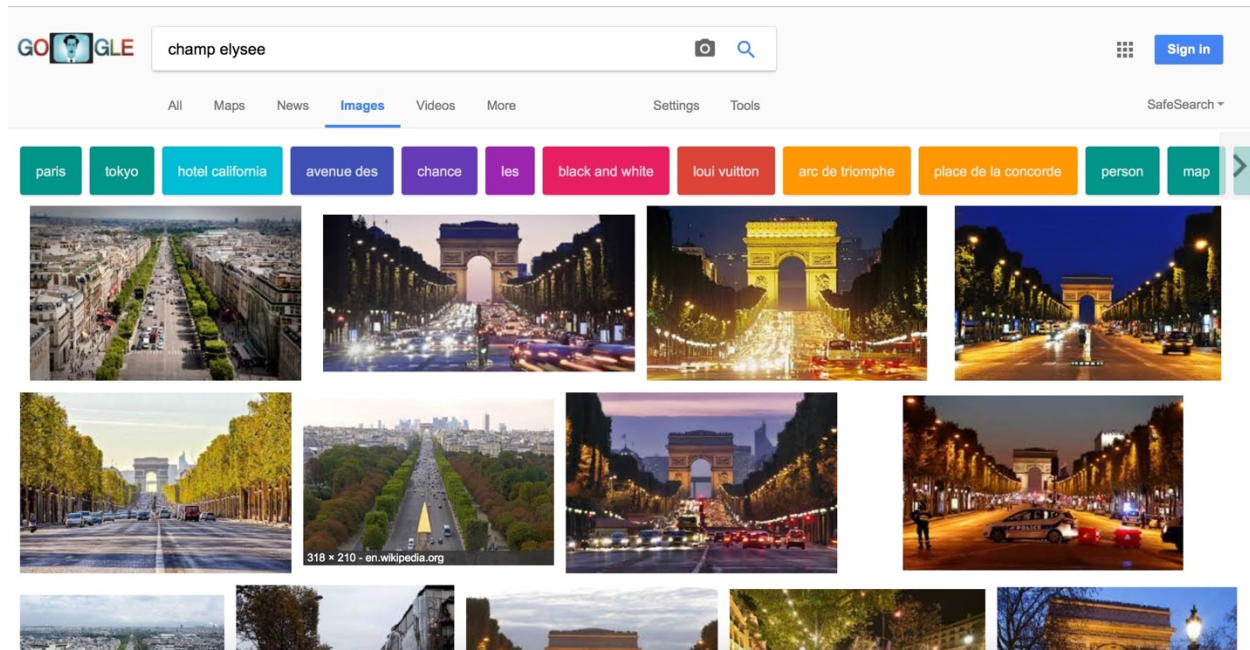 GO GLE
champ elysee
Sign in
All Maps News Images Videos More Settings Tools SafeSearch
paris tokyo hotel california avenue des chance les black and white loui vuitton arc de triomphe place de la concorde person map
318 × 210 - en.wikipedia.org
POLICE